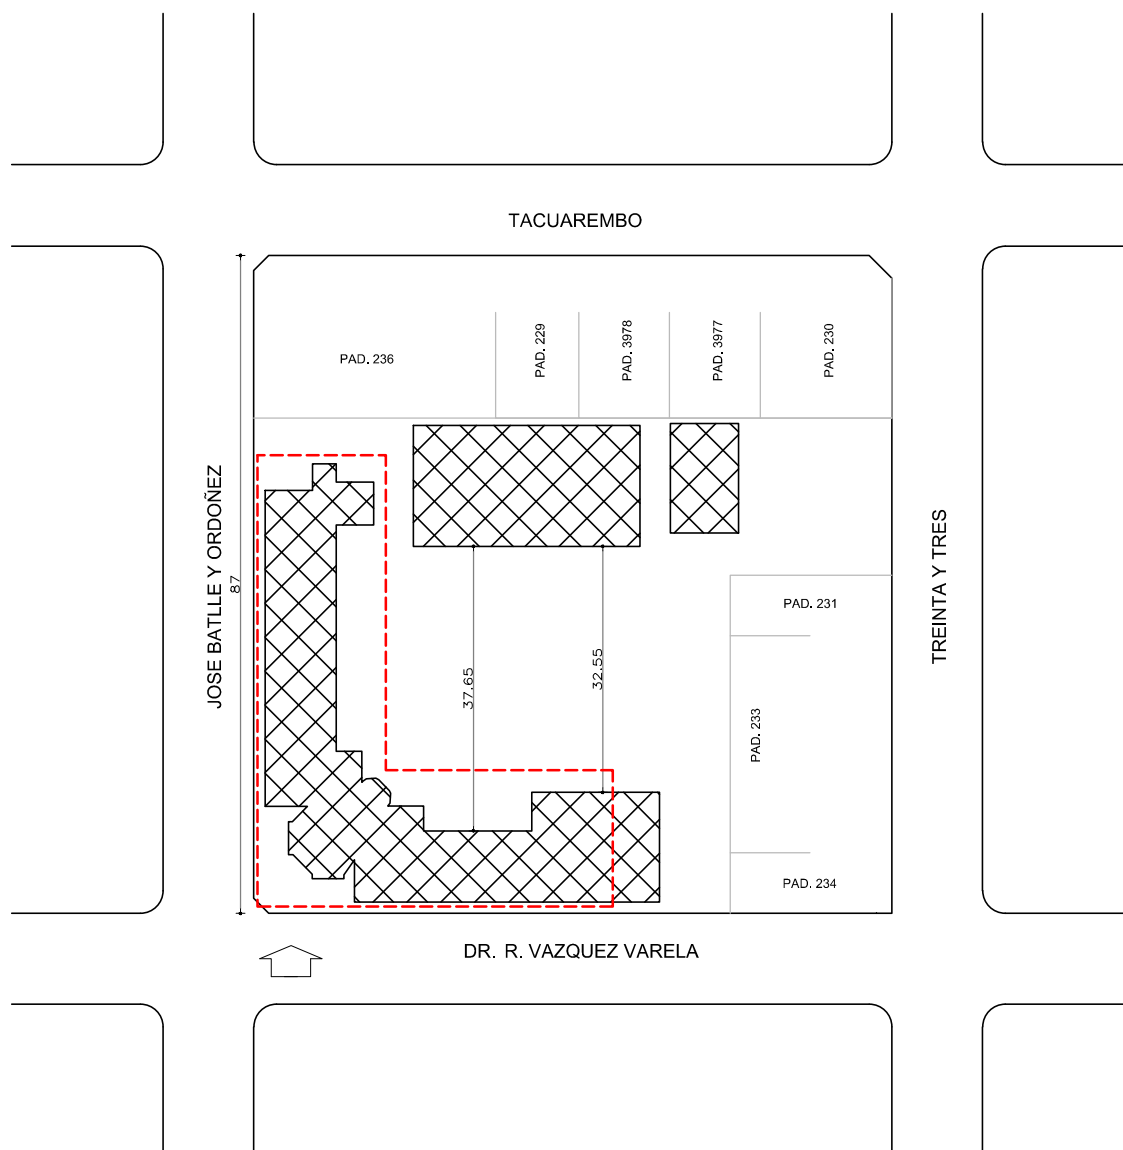 TACUAREMBO
PAD. 236
PAD. 229
PAD. 3978
PAD. 3977
PAD. 230
JOSE BATLLE Y ORDOÑEZ
87
TREINTA Y TRES
37.65
32.55
PAD. 231
PAD. 233
PAD. 234
DR. R. VAZQUEZ VARELA